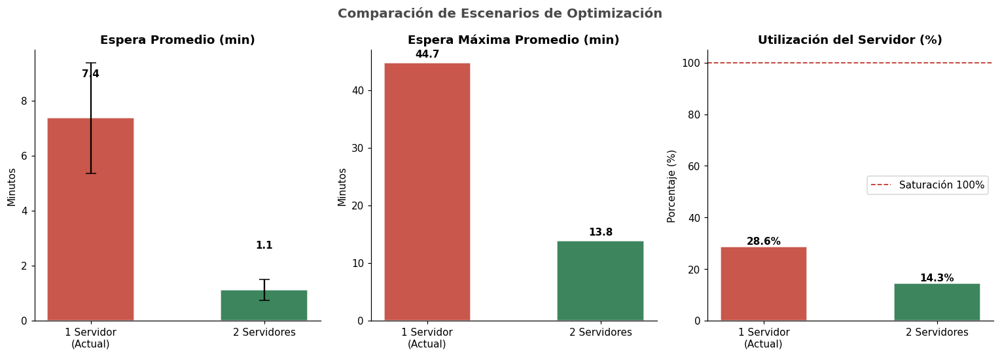 Comparación de Escenarios de Optimización
Espera Promedio (min)
Minutos
8
6
4
2
0
7.4
1.1
1 Servidor
(Actual)
2 Servidores
Espera Máxima Promedio (min)
Minutos
40
30
20
10
0
44.7
13.8
1 Servidor
(Actual)
2 Servidores
Utilización del Servidor (%)
Porcentaje (%)
100
80
60
40
20
0
Saturación 100%
28.6%
14.3%
1 Servidor
(Actual)
2 Servidores